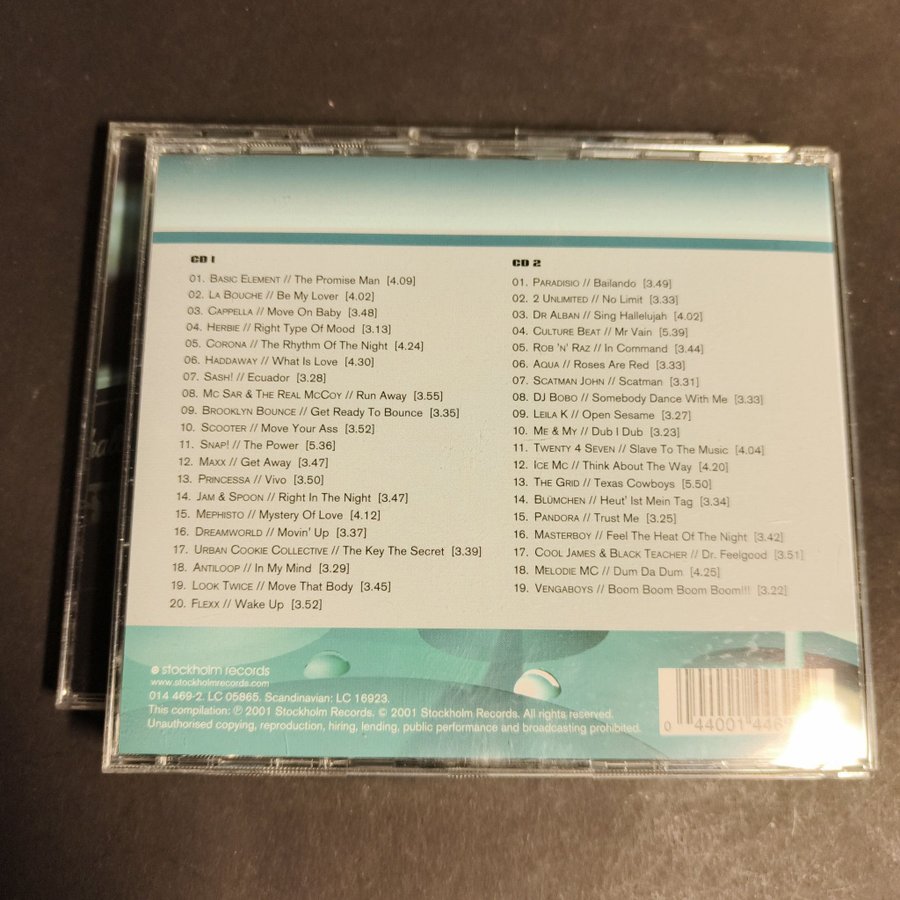 CD 1
01. BASIC ELEMENT // The Promise Man [4.09]
02. LA BOUCHE // Be My Lover [4.02]
03. CAPPELLA // Move On Baby [3.48]
04. HERBIE // Right Type Of Mood [3.13]
05. CORONA // The Rhythm Of The Night [4.24]
06. HADDAWAY // What Is Love [4.30]
07. SASH! // Ecuador [3.28]
08. MC SAR & THE REAL MCCOY // Run Away [3.55]
09. BROOKLYN BOUNCE // Get Ready To Bounce [3.35]
10. SCOOTER // Move Your Ass [3.52]
11. SNAP! // The Power [5.36]
12. MAXX // Get Away [3.47]
13. PRINCESSA // Vivo [3.50]
14. JAM & SPOON // Right In The Night [3.47]
15. MEPHISTO // Mystery Of Love [4.12]
16. DREAMWORLD // Movin' Up [3.37]
17. URBAN COOKIE COLLECTIVE // The Key The Secret [3.39]
18. ANTILOOP // In My Mind [3.29]
19. LOOK TWICE // Move That Body [3.45]
20. FLEXX // Wake Up [3.52]
CD 2
01. PARADISIO // Bailando [3.49]
02. 2 UNLIMITED // No Limit [3.33]
03. DR ALBAN // Sing Hallelujah [4.02]
04. CULTURE BEAT // Mr Vain [5.39]
05. ROB 'N' RAZ // In Command [3.44]
06. AQUA // Roses Are Red [3.33]
07. SCATMAN JOHN // Scatman [3.31]
08. DJ BOBO // Somebody Dance With Me [3.33]
09. LEILA K // Open Sesame [3.27]
10. ME & MY // Dub I Dub [3.23]
11. TWENTY 4 SEVEN // Slave To The Music [4.04]
12. ICE MC // Think About The Way [4.20]
13. THE GRID // Texas Cowboys [5.50]
14. BLÜMCHEN // Heut' Ist Mein Tag [3.34]
15. PANDORA // Trust Me [3.25]
16. MASTERBOY // Feel The Heat Of The Night [3.42]
17. COOL JAMES & BLACK TEACHER // Dr. Feelgood [3.51]
18. MELODIE MC // Dum Da Dum [4.25]
19. VENGABOYS // Boom Boom Boom Boom!!! [3.22]
stockholm records
www.stockholmrecords.com
014 469-2. LC 05865. Scandinavian: LC 16923.
This compilation: ℗ 2001 Stockholm Records. © 2001 Stockholm Records. All rights reserved.
Unauthorised copying, reproduction, hiring, lending, public performance and broadcasting prohibited.
0 44001